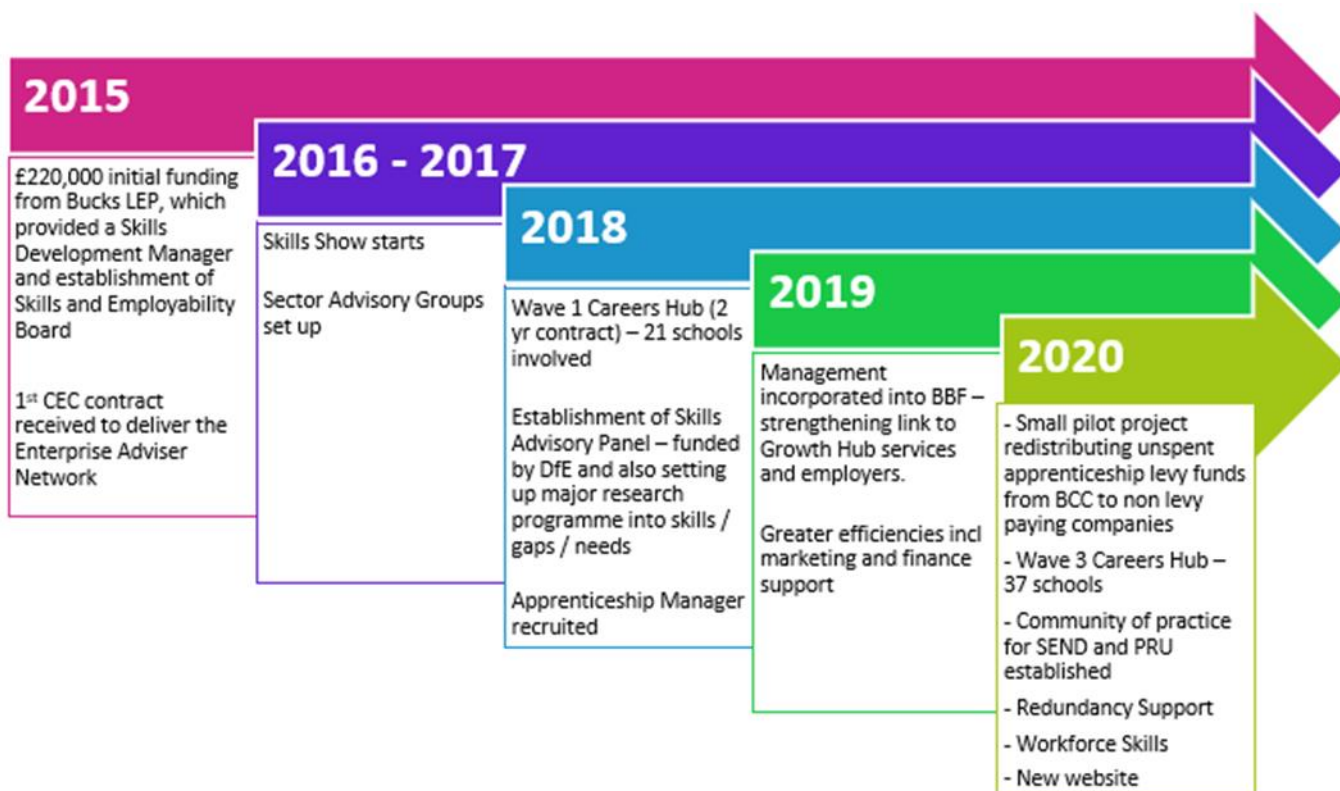 2015
£220,000 initial funding
from Bucks LEP, which
provided a Skills
Development Manager
and establishment of
Skills and Employability
Board
1st CEC contract
received to deliver the
Enterprise Adviser
Network
2016 - 2017
Skills Show starts
Sector Advisory Groups
set up
2018
Wave 1 Careers Hub (2
yr contract) – 21 schools
involved
Establishment of Skills
Advisory Panel – funded
by DfE and also setting
up major research
programme into skills /
gaps / needs
Apprenticeship Manager
recruited
2019
Management
incorporated into BBF –
strengthening link to
Growth Hub services
and employers.
Greater efficiencies incl
marketing and finance
support
2020
- Small pilot project
redistributing unspent
apprenticeship levy funds
from BCC to non levy
paying companies
- Wave 3 Careers Hub –
37 schools
- Community of practice
for SEND and PRU
established
- Redundancy Support
- Workforce Skills
- New website